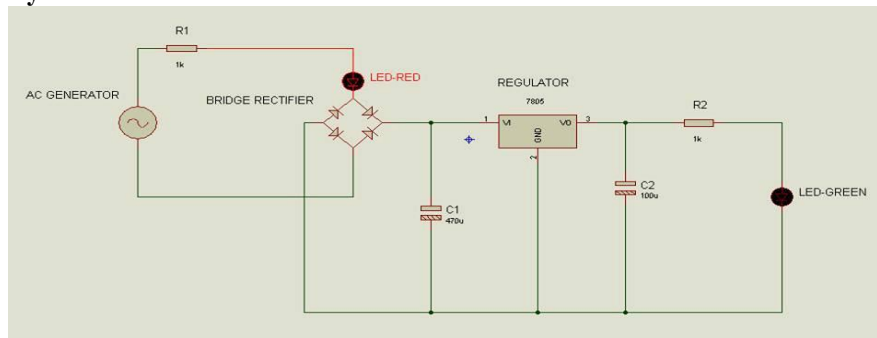 R1
1k
LED-RED
AC GENERATOR
BRIDGE RECTIFIER
REGULATOR
7805
1
VI
VO
3
GND
2
R2
1k
C1
470u
C2
100u
LED-GREEN